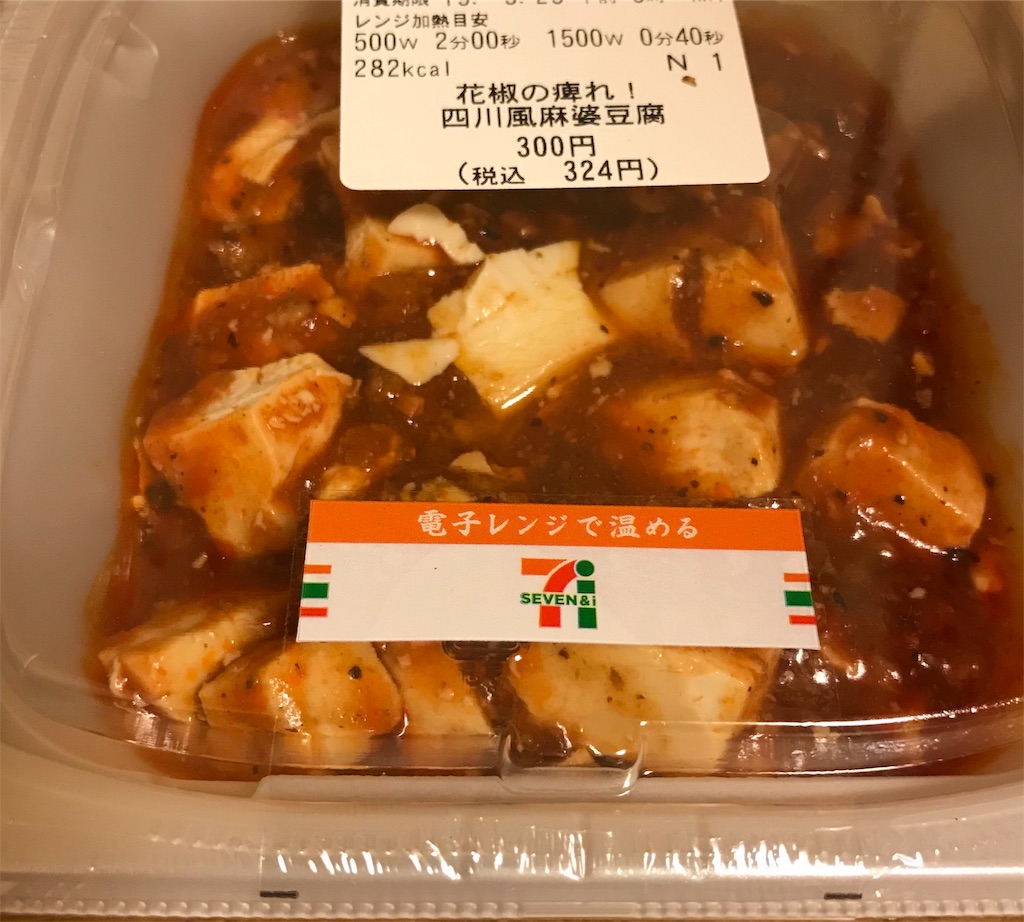 レンジ加熱目安
500W 2分00秒 1500W 0分40秒
282kcal N 1
花椒の痺れ!
四川風麻婆豆腐
300円
(税込 324円)
電子レンジで温める
SEVEN&i